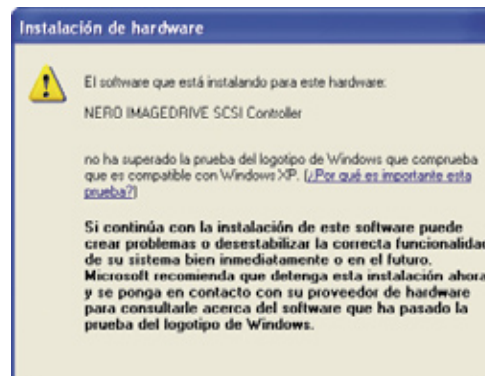 Instalación de hardware
El software que está instalando para este hardware:
NERO IMAGEDRIVE SCSI Controller
no ha superado la prueba del logotipo de Windows que comprueba
que es compatible con Windows XP. (¿Por qué es importante esta
prueba?)
Si continúa con la instalación de este software puede
crear problemas o desestabilizar la correcta funcionalidad
de su sistema bien inmediatamente o en el futuro.
Microsoft recomienda que detenga esta instalación ahora
y se ponga en contacto con su proveedor de hardware
para consultarle acerca del software que ha pasado la
prueba del logotipo de Windows.